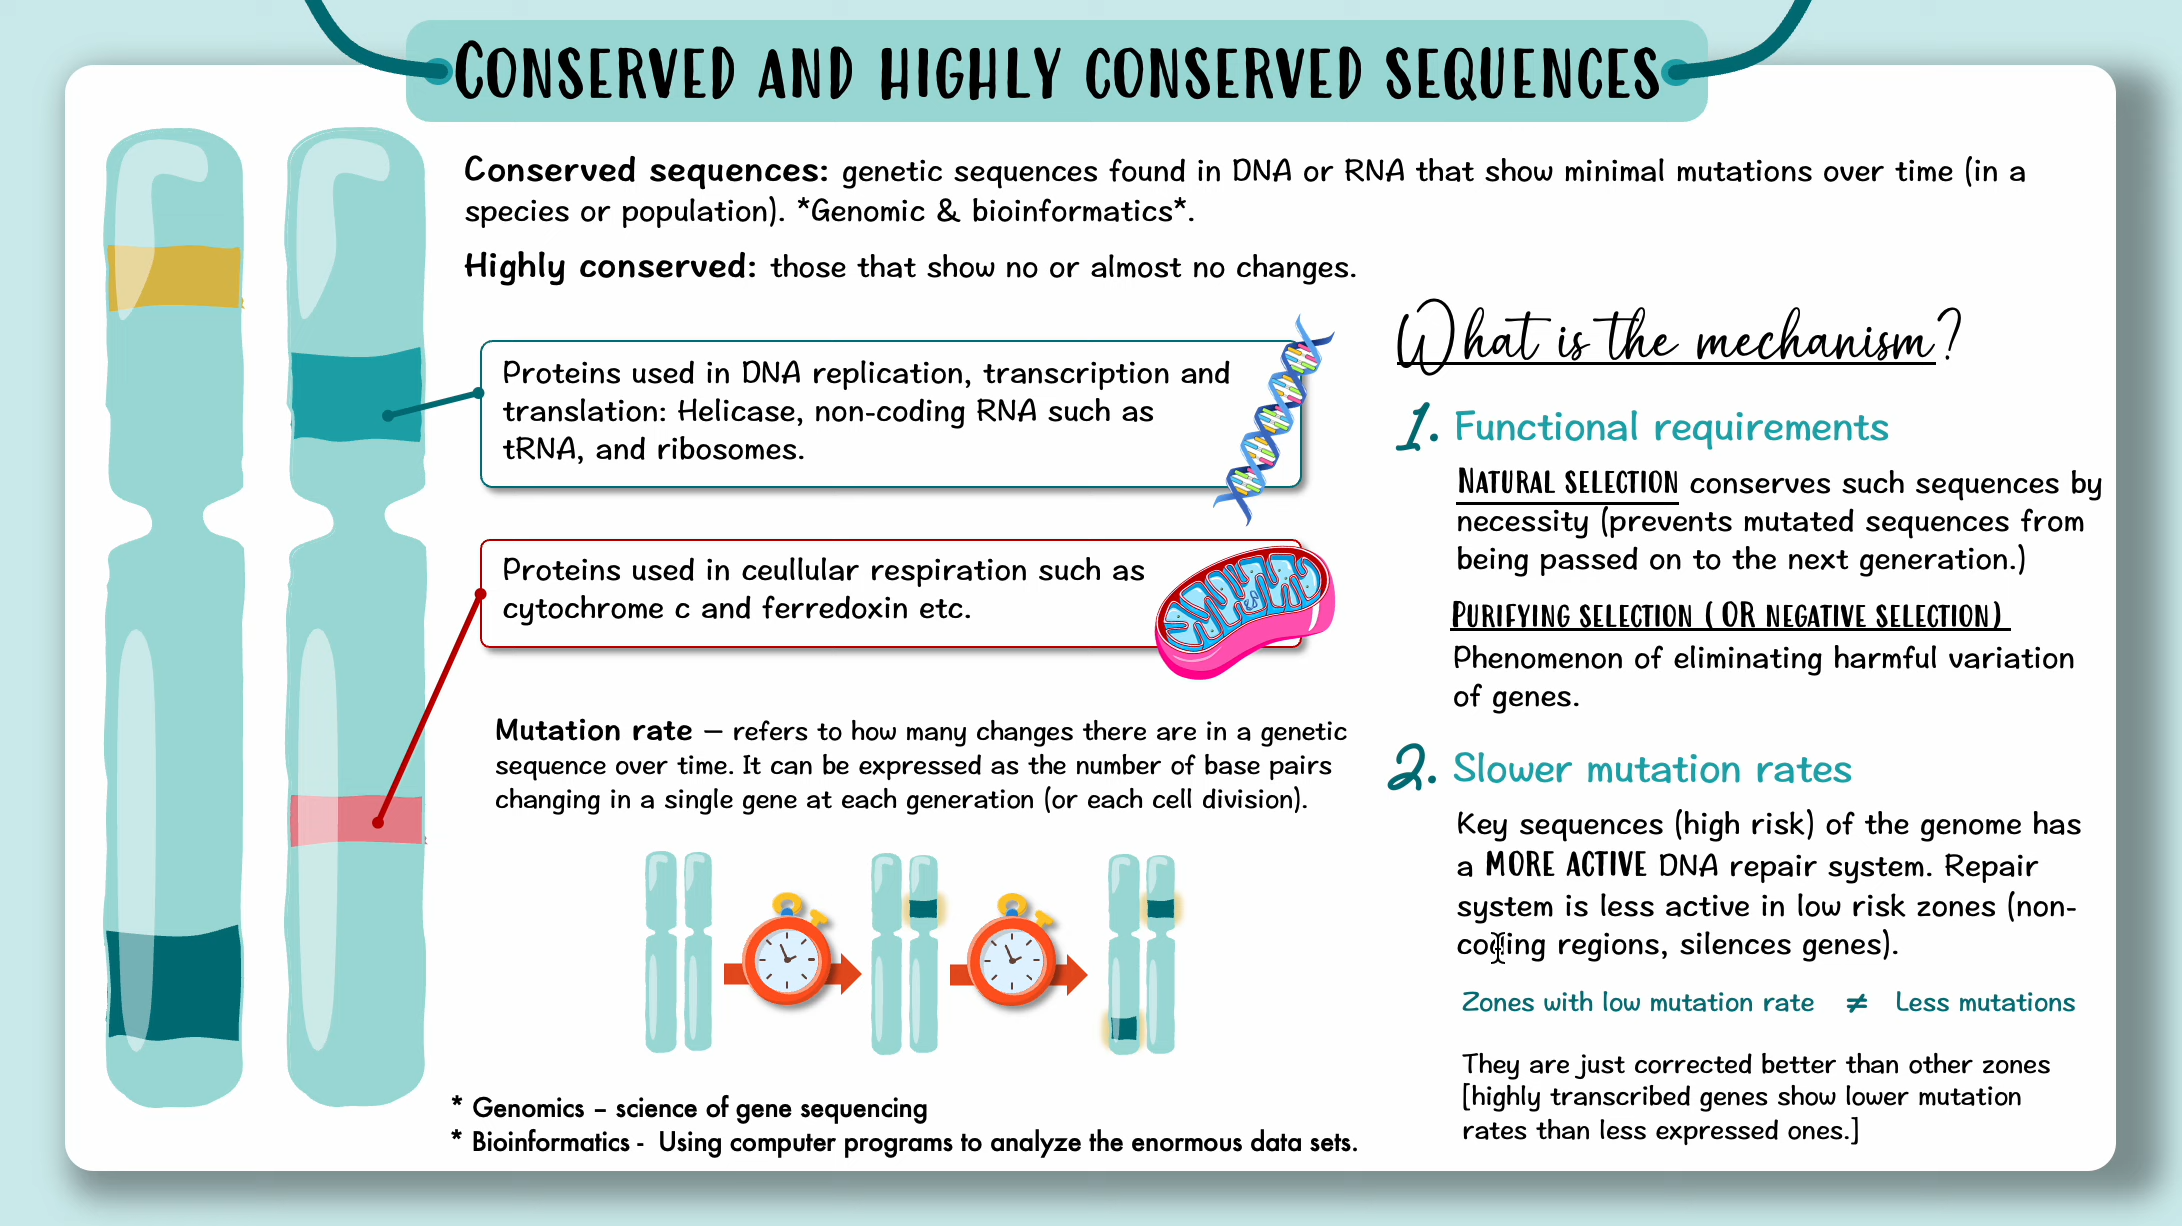 CONSERVED AND HIGHLY CONSERVED SEQUENCES
Conserved sequences: genetic sequences found in DNA or RNA that show minimal mutations over time (in a
species or population). *Genomic & bioinformatics*.
Highly conserved: those that show no or almost no changes.
Proteins used in DNA replication, transcription and
translation: Helicase, non-coding RNA such as
tRNA, and ribosomes.
Proteins used in ceullular respiration such as
cytochrome c and ferredoxin etc.
Mutation rate – refers to how many changes there are in a genetic
sequence over time. It can be expressed as the number of base pairs
changing in a single gene at each generation (or each cell division).
* Genomics – science of gene sequencing
* Bioinformatics - Using computer programs to analyze the enormous data sets.
What is the mechanism?
1. Functional requirements
NATURAL SELECTION conserves such sequences by
necessity (prevents mutated sequences from
being passed on to the next generation.)
PURIFYING SELECTION ( OR NEGATIVE SELECTION)
Phenomenon of eliminating harmful variation
of genes.
2. Slower mutation rates
Key sequences (high risk) of the genome has
a MORE ACTIVE DNA repair system. Repair
system is less active in low risk zones (non-
coding regions, silences genes).
Zones with low mutation rate ≠ Less mutations
They are just corrected better than other zones
[highly transcribed genes show lower mutation
rates than less expressed ones.]